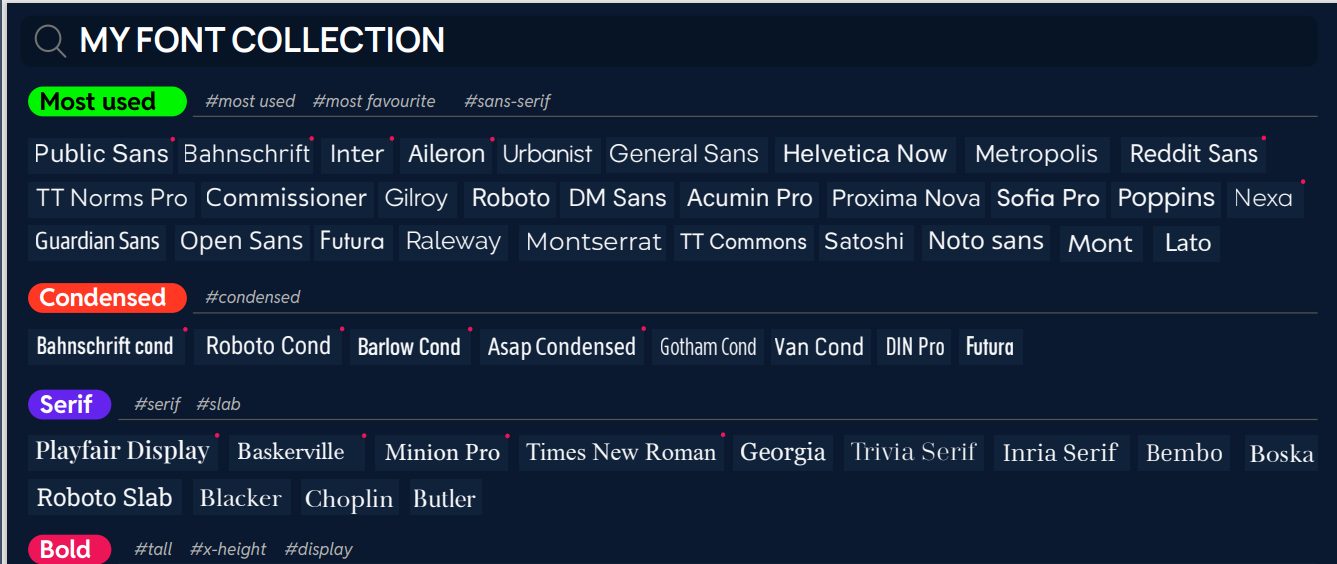 MY FONT COLLECTION
Most used #most used #most favourite #sans-serif
Public Sans Bahnschrift Inter Aileron Urbanist General Sans Helvetica Now Metropolis Reddit Sans
TT Norms Pro Commissioner Gilroy Roboto DM Sans Acumin Pro Proxima Nova Sofia Pro Poppins Nexa
Guardian Sans Open Sans Futura Raleway Montserrat TT Commons Satoshi Noto sans Mont Lato
Condensed #condensed
Bahnschrift cond Roboto Cond Barlow Cond Asap Condensed Gotham Cond Van Cond DIN Pro Futura
Serif #serif #slab
Playfair Display Baskerville Minion Pro Times New Roman Georgia Trivia Serif Inria Serif Bembo Boska
Roboto Slab Blacker Choplin Butler
Bold #tall #x-height #display